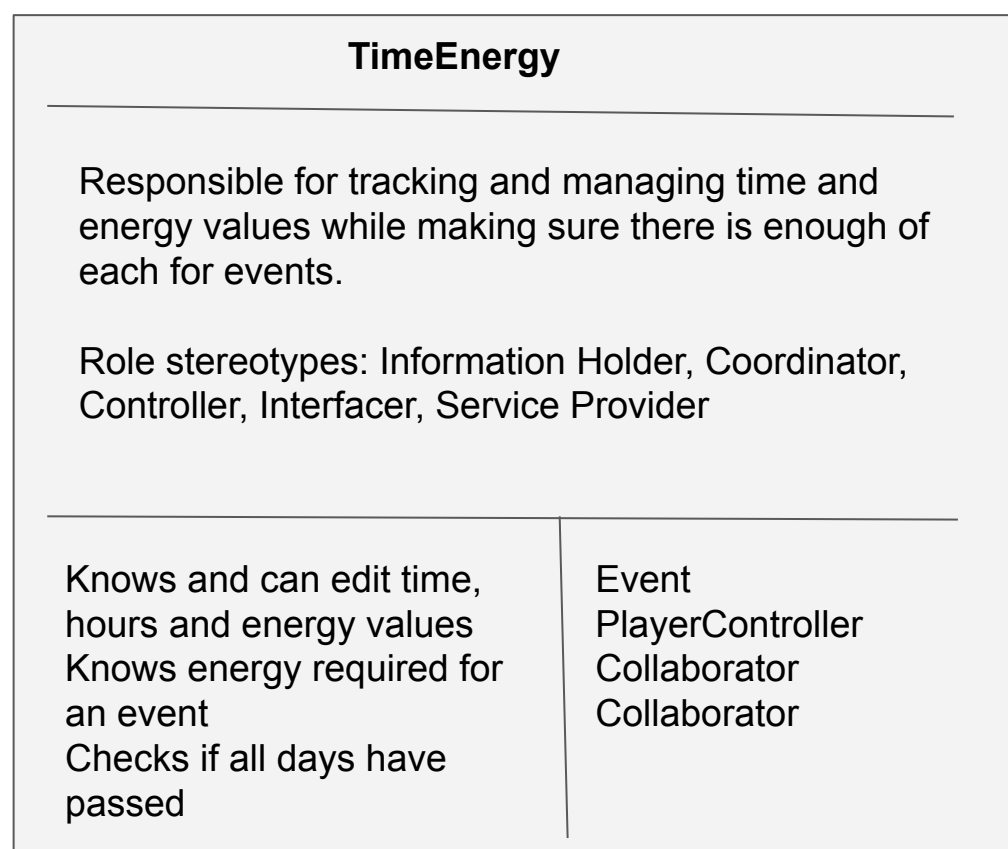 TimeEnergy
Responsible for tracking and managing time and
energy values while making sure there is enough of
each for events.
Role stereotypes: Information Holder, Coordinator,
Controller, Interfacer, Service Provider
Knows and can edit time,
hours and energy values
Knows energy required for
an event
Checks if all days have
passed
Event
PlayerController
Collaborator
Collaborator